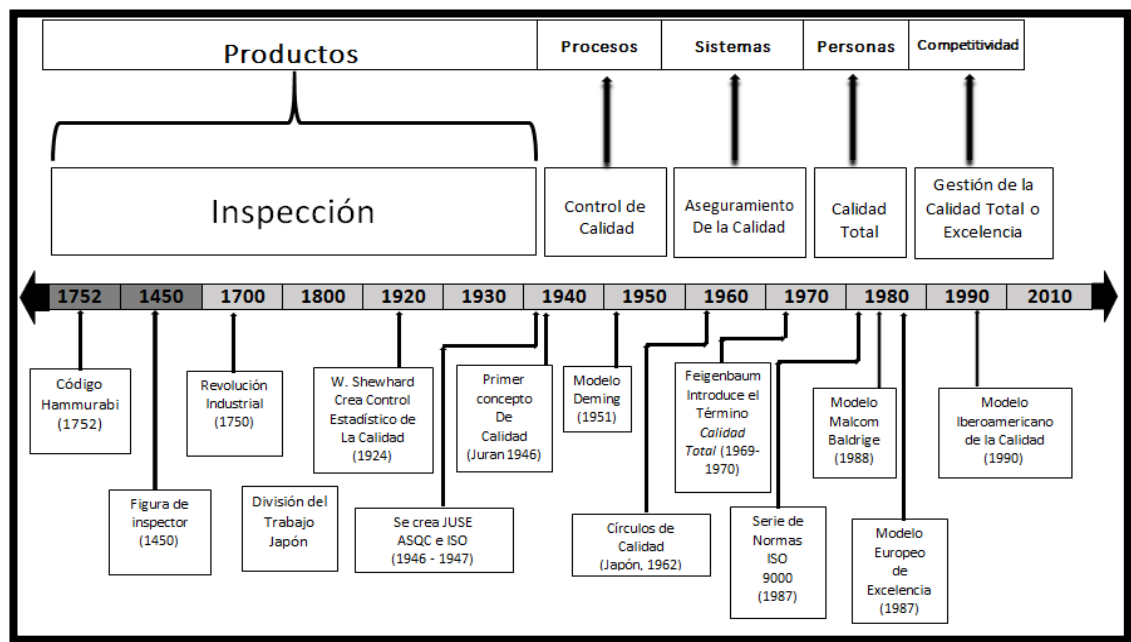 Productos
Procesos
Sistemas
Personas
Competitividad
Inspección
Control de
Calidad
Aseguramiento
De la Calidad
Calidad
Total
Gestión de la
Calidad Total o
Excelencia
1752 1450 1700 1800 1920 1930 1940 1950 1960 1970 1980 1990 2010
Código
Hammurabi
(1752)
Revolución
Industrial
(1750)
W. Shewhard
Crea Control
Estadístico de
La Calidad
(1924)
Primer
concepto
De
Calidad
(Juran 1946)
Modelo
Deming
(1951)
Feigenbaum
Introduce el
Término
Calidad
Total (1969-
1970)
Modelo
Malcom
Baldrige
(1988)
Modelo
Iberoamericano
de la Calidad
(1990)
Figura de
inspector
(1450)
División del
Trabajo
Japón
Se crea JUSE
ASQC e ISO
(1946 - 1947)
Círculos de
Calidad
(Japón, 1962)
Serie de
Normas
ISO
9000
(1987)
Modelo
Europeo
de
Excelencia
(1987)